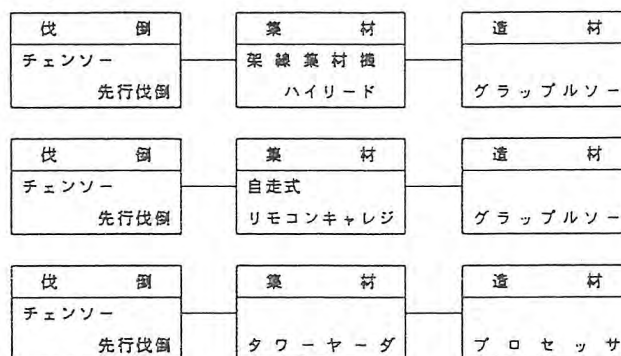 伐倒 集材 造材
チェンソー 架線集材機
先行伐倒 ハイリード グラップルソー
伐倒 集材 造材
チェンソー 自走式
先行伐倒 リモコンキャレジ グラップルソー
伐倒 集材 造材
チェンソー
先行伐倒 タワーヤーダ プロセッサ